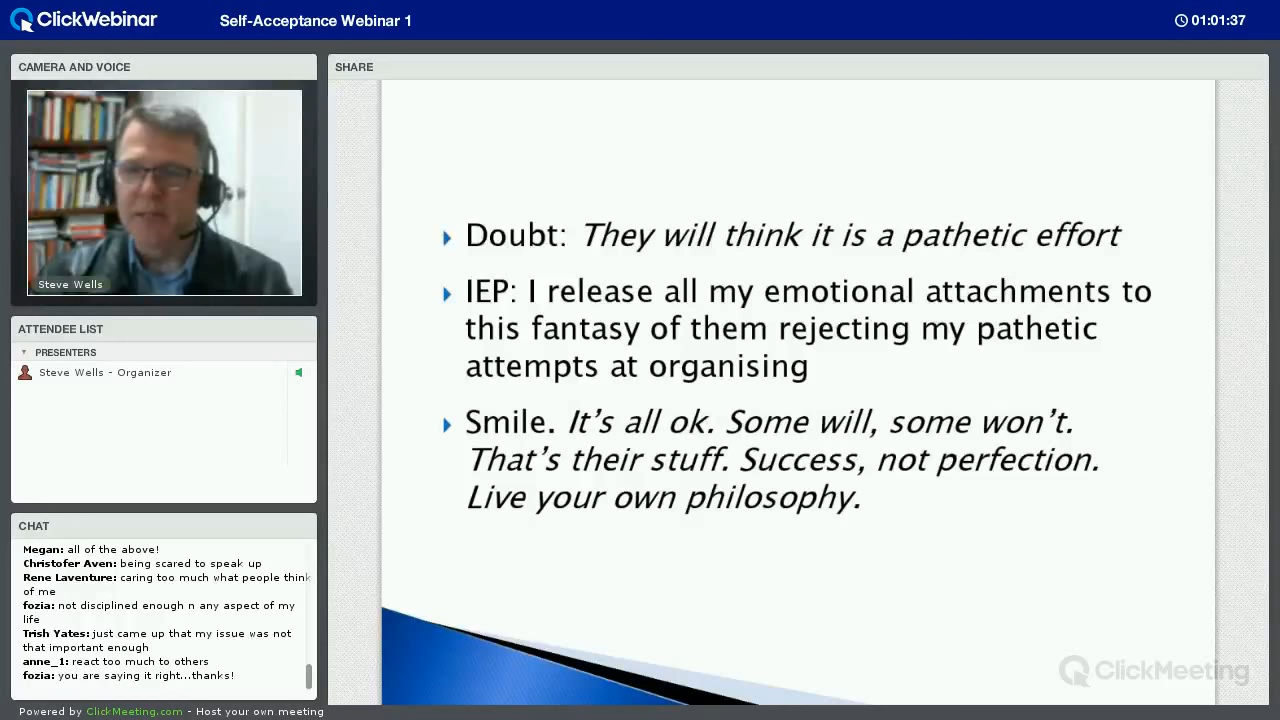 ClickWebinar
Self-Acceptance Webinar 1
01:01:37
CAMERA AND VOICE
Steve Wells
ATTENDEE LIST
PRESENTERS
Steve Wells - Organizer
CHAT
Megan: all of the above!
Christofer Aven: being scared to speak up
Rene Laventure: caring too much what people think
of me
fozia: not disciplined enough n any aspect of my
life
Trish Yates: just came up that my issue was not
that important enough
anne_1: react too much to others
fozia: you are saying it right...thanks!
Powered by ClickMeeting.com - Host your own meeting
SHARE
Doubt: They will think it is a pathetic effort
IEP: I release all my emotional attachments to
this fantasy of them rejecting my pathetic
attempts at organising
Smile. It's all ok. Some will, some won't.
That's their stuff. Success, not perfection.
Live your own philosophy.
ClickMeeting